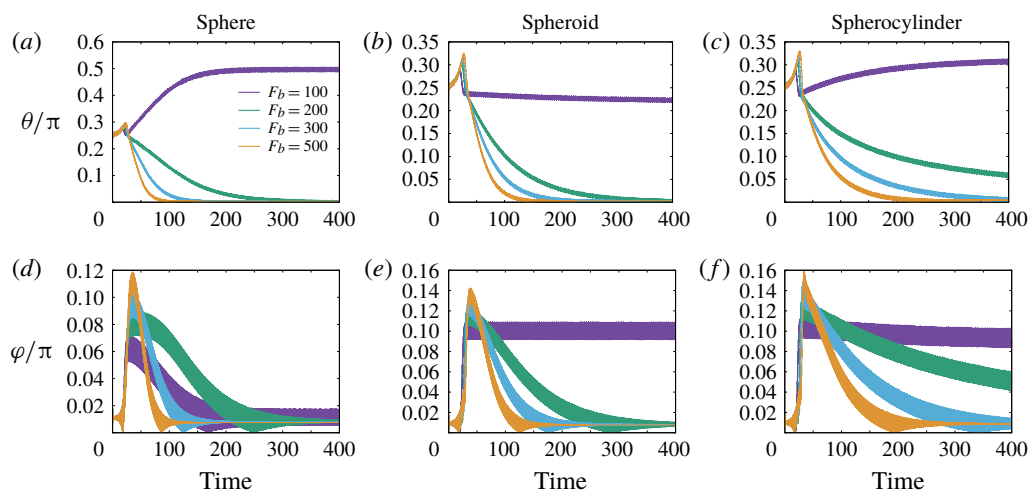 Sphere
Spheroid
Spherocylinder
(a)
(b)
(c)
0.6
0.5
0.4
0.3
0.2
0.1
θ/π
F_b = 100
F_b = 200
F_b = 300
F_b = 500
0 100 200 300 400
0.35
0.30
0.25
0.20
0.15
0.10
0.05
0 100 200 300 400
0.35
0.30
0.25
0.20
0.15
0.10
0.05
0 100 200 300 400
(d)
(e)
(f)
0.12
0.10
0.08
0.06
0.04
0.02
φ/π
0 100 200 300 400
Time
0.16
0.14
0.12
0.10
0.08
0.06
0.04
0.02
0 100 200 300 400
Time
0.16
0.14
0.12
0.10
0.08
0.06
0.04
0.02
0 100 200 300 400
Time